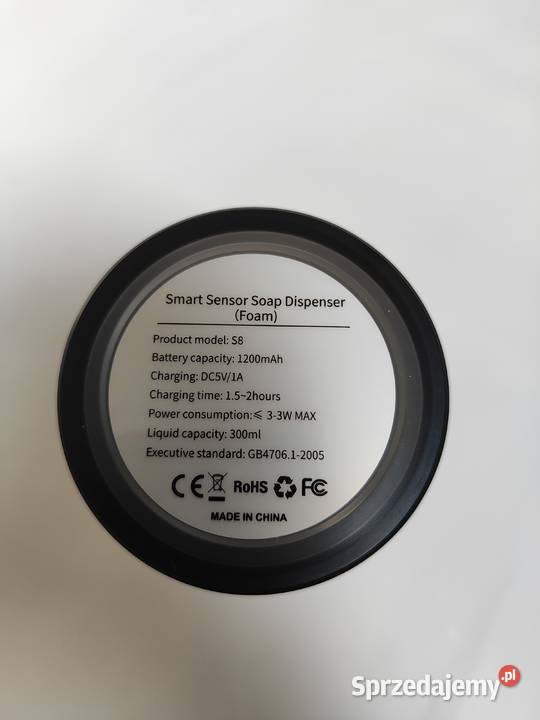 Smart Sensor Soap Dispenser
(Foam)
Product model: S8
Battery capacity: 1200mAh
Charging: DC5V/1A
Charging time: 1.5~2hours
Power consumption:⩽ 3-3W MAX
Liquid capacity: 300ml
Executive standard: GB4706.1-2005
CE RoHS FC
MADE IN CHINA
Sprzedajemy.pl